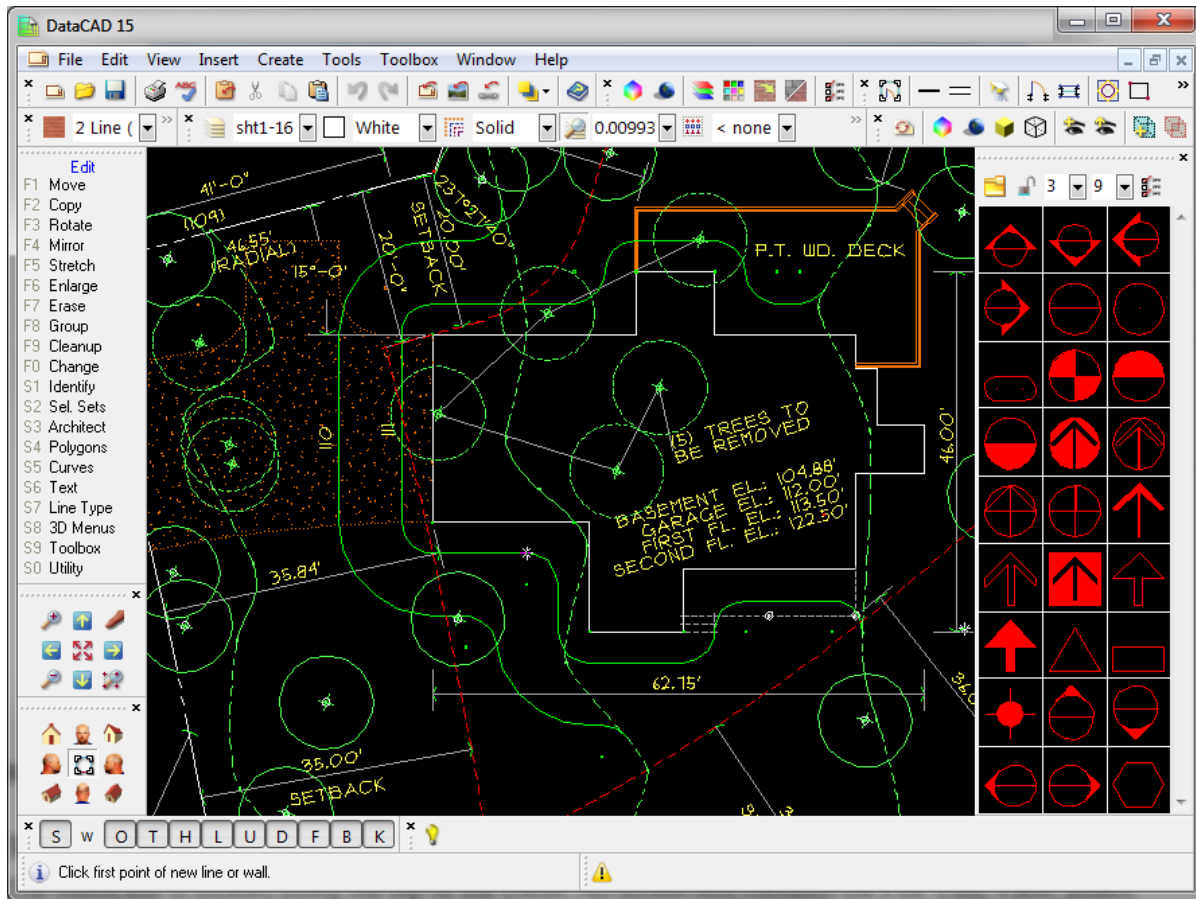 DataCAD 15
File Edit View Insert Create Tools Toolbox Window Help
2 Line ( sht1-16 White Solid 0.00993 < none
Edit
F1 Move
F2 Copy
F3 Rotate
F4 Mirror
F5 Stretch
F6 Enlarge
F7 Erase
F8 Group
F9 Cleanup
F0 Change
S1 Identify
S2 Sel. Sets
S3 Architect
S4 Polygons
S5 Curves
S6 Text
S7 Line Type
S8 3D Menus
S9 Toolbox
S0 Utility
3 9
41'-0"
(109)
46.55'
(RADIAL)
15'-0"
20'-0"
20.00'
SETBACK
P.T. WD. DECK
110
111
(5) TREES TO
BE REMOVED
BASEMENT EL.: 104.88'
GARAGE EL.: 112.00'
FIRST FL. EL.: 113.50'
SECOND FL. EL.: 122.50'
46.00'
35.84'
62.75'
35.00'
SETBACK
S W O T H L U D F B K
Click first point of new line or wall.